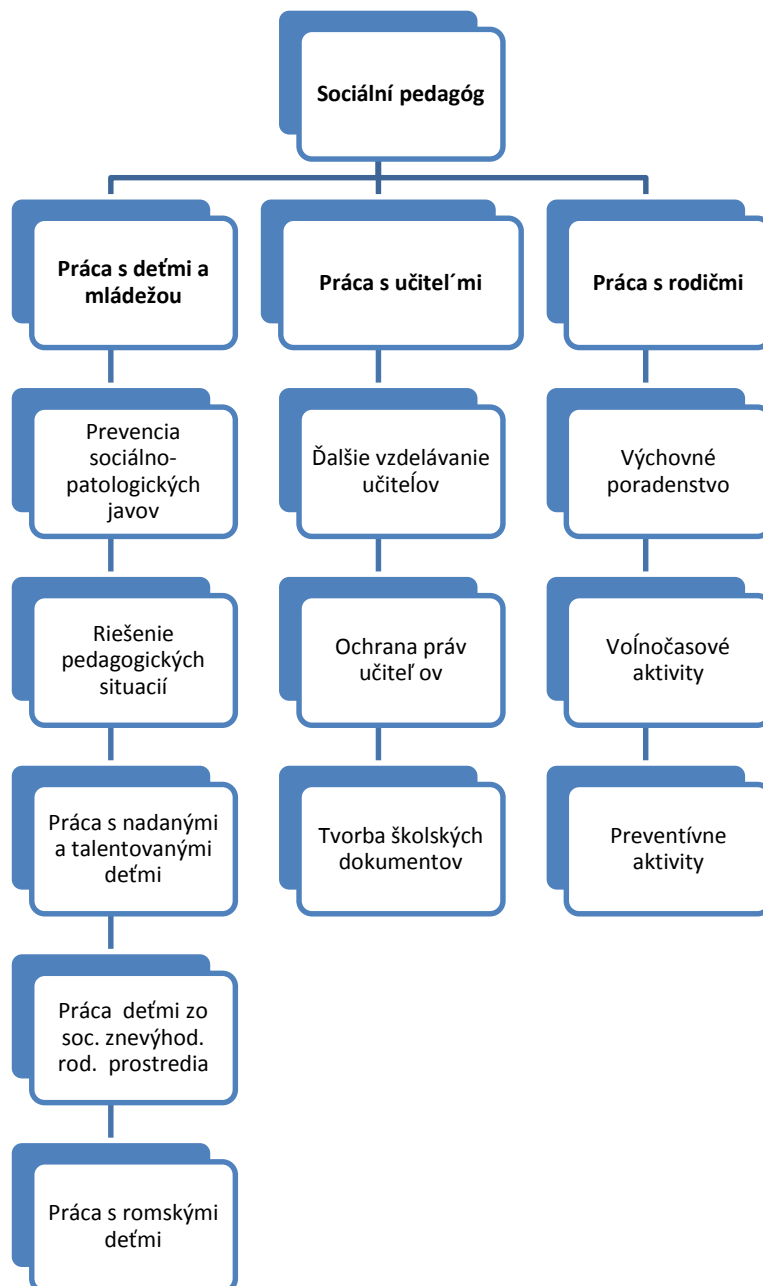 Sociální pedagóg
Práca s deťmi a
mládežou
Prevencia
sociálno-
patologických
javov
Riešenie
pedagogických
situacií
Práca s nadanými
a talentovanými
deťmi
Práca  deťmi zo
soc. znevýhod.
rod.  prostredia
Práca s romskými
deťmi
Práca s učiteľ´mi
Ďalšie vzdelávanie
učiteĺov
Ochrana práv
učiteľ ov
Tvorba školských
dokumentov
Práca s rodičmi
Výchovné
poradenstvo
Voĺnočasové
aktivity
Preventívne
aktivity